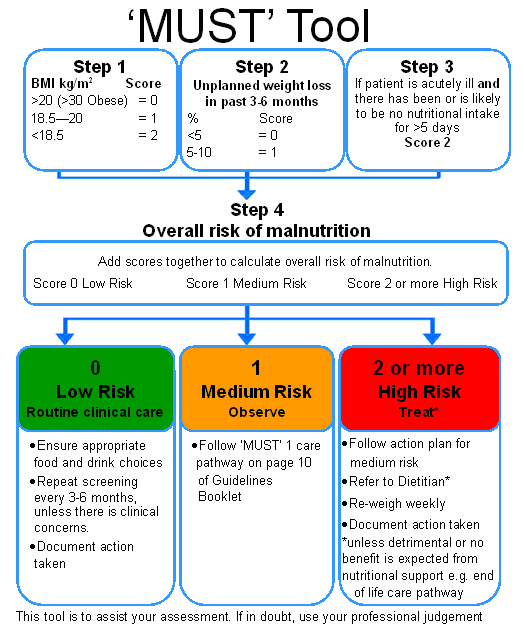 ‘MUST’ Tool
Step 1
BMI kg/m² Score
>20 (>30 Obese) = 0
18.5—20 = 1
<18.5 = 2
Step 2
Unplanned weight loss
in past 3-6 months
% Score
<5 = 0
5-10 = 1
Step 3
If patient is acutely ill and
there has been or is likely
to be no nutritional intake
for >5 days
Score 2
Step 4
Overall risk of malnutrition
Add scores together to calculate overall risk of malnutrition.
Score 0 Low Risk Score 1 Medium Risk Score 2 or more High Risk
0
Low Risk
Routine clinical care
•Ensure appropriate
food and drink choices
•Repeat screening
every 3-6 months,
unless there is clinical
concerns.
•Document action
taken
1
Medium Risk
Observe
•Follow ‘MUST’ 1 care
pathway on page 10
of Guidelines
Booklet
2 or more
High Risk
Treat*
•Follow action plan for
medium risk
•Refer to Dietitian*
•Re-weigh weekly
•Document action taken
*unless detrimental or no
benefit is expected from
nutritional support e.g. end
of life care pathway
This tool is to assist your assessment. If in doubt, use your professional judgement